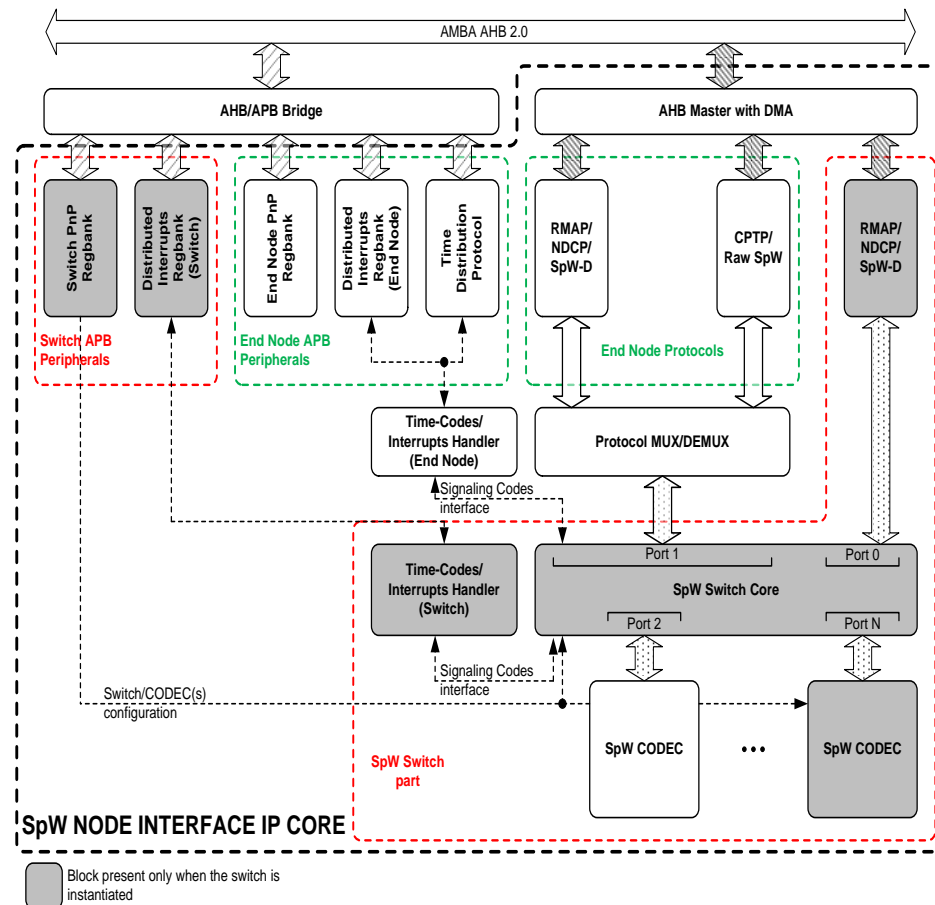 AMBA AHB 2.0
AHB/APB Bridge
AHB Master with DMA
Switch PnP
Regbank
Distributed
Interrupts
Regbank
(Switch)
End Node PnP
Regbank
Distributed
Interrupts
Regbank
(End Node)
Time
Distribution
Protocol
RMAP/
NDCP/
SpW-D
CPTP/
Raw SpW
RMAP/
NDCP/
SpW-D
Switch APB
Peripherals
End Node APB
Peripherals
End Node Protocols
Time-Codes/
Interrupts Handler
(End Node)
Protocol MUX/DEMUX
Signaling Codes
interface
Time-Codes/
Interrupts Handler
(Switch)
Port 1
Port 0
SpW Switch Core
Port 2
Port N
Signaling Codes
interface
Switch/CODEC(s)
configuration
SpW CODEC
•••
SpW CODEC
SpW Switch
part
SpW NODE INTERFACE IP CORE
Block present only when the switch is
instantiated